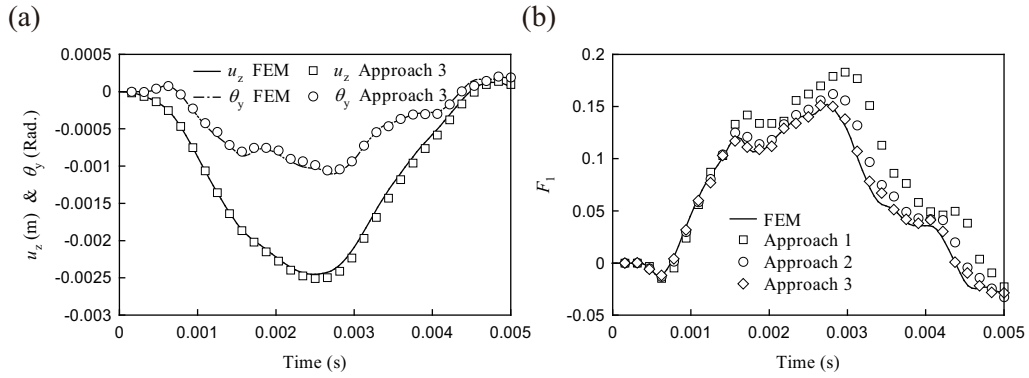 (a)
0.0005
0
-0.0005
-0.001
-0.0015
-0.002
-0.0025
-0.003
u_z (m) & θ_y (Rad.)
u_z FEM
u_z Approach 3
θ_y FEM
θ_y Approach 3
0
0.001
0.002
0.003
0.004
0.005
Time (s)
(b)
0.2
0.15
0.1
0.05
0
-0.05
F_1
FEM
Approach 1
Approach 2
Approach 3
0
0.001
0.002
0.003
0.004
0.005
Time (s)